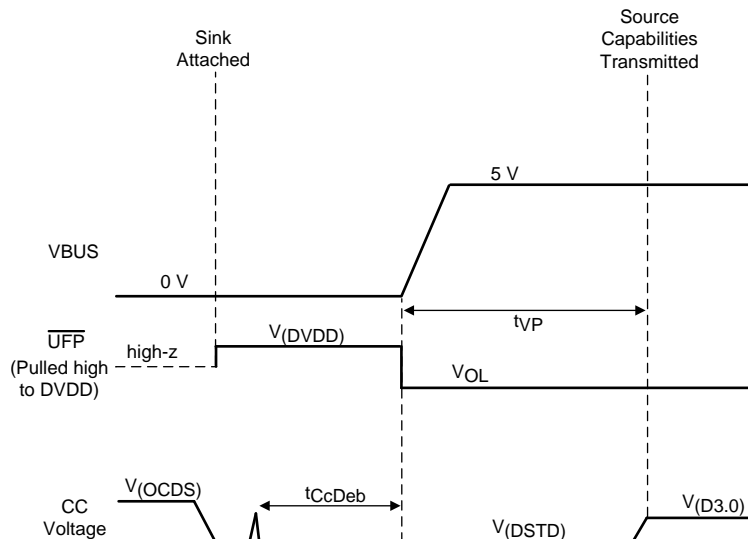 Sink
Attached
Source
Capabilities
Transmitted
5 V
VBUS
0 V
tVP
UFP
(Pulled high
to DVDD)
high-z
V(DVDD)
VOL
V(OCDS)
tCcDeb
CC
Voltage
V(DSTD)
V(D3.0)